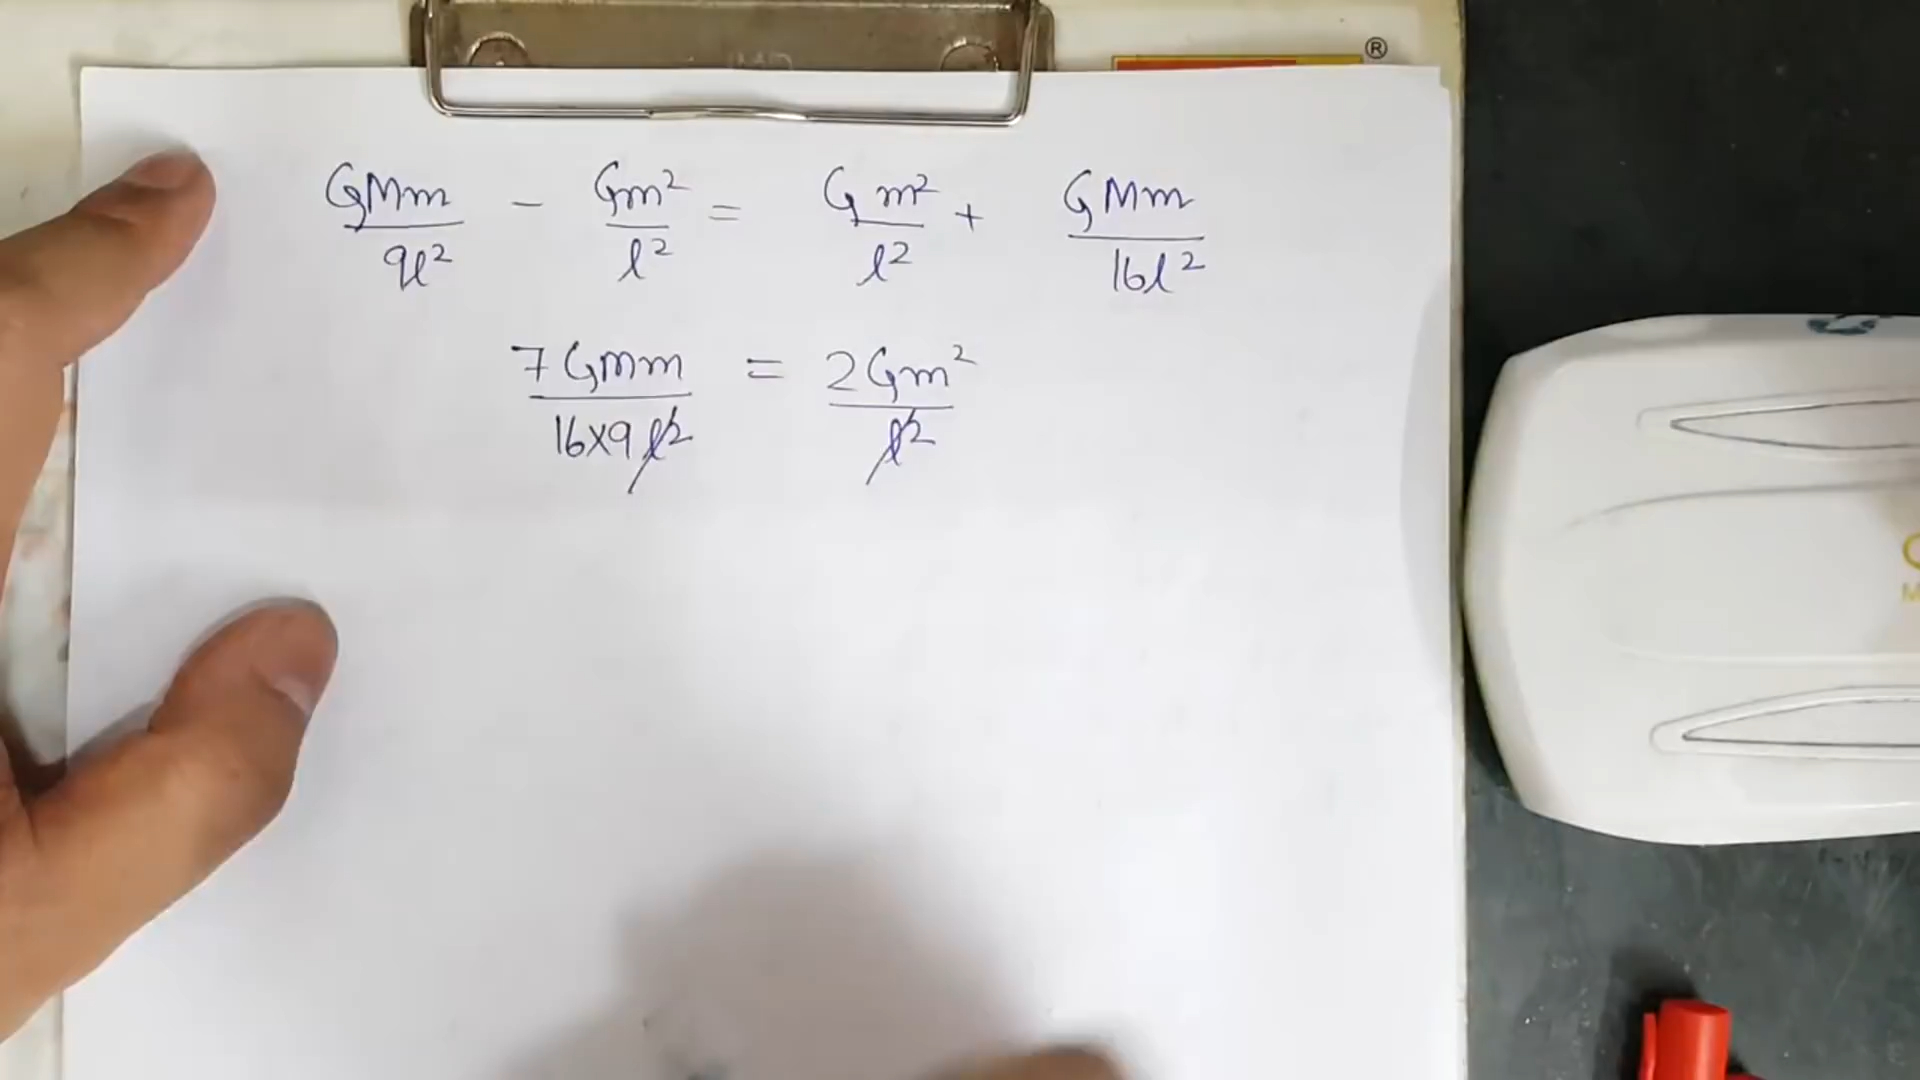 GMm/9l² - Gm²/l² = Gm²/l² + GMm/16l²
7GMm/16×9l² = 2Gm²/l²
®